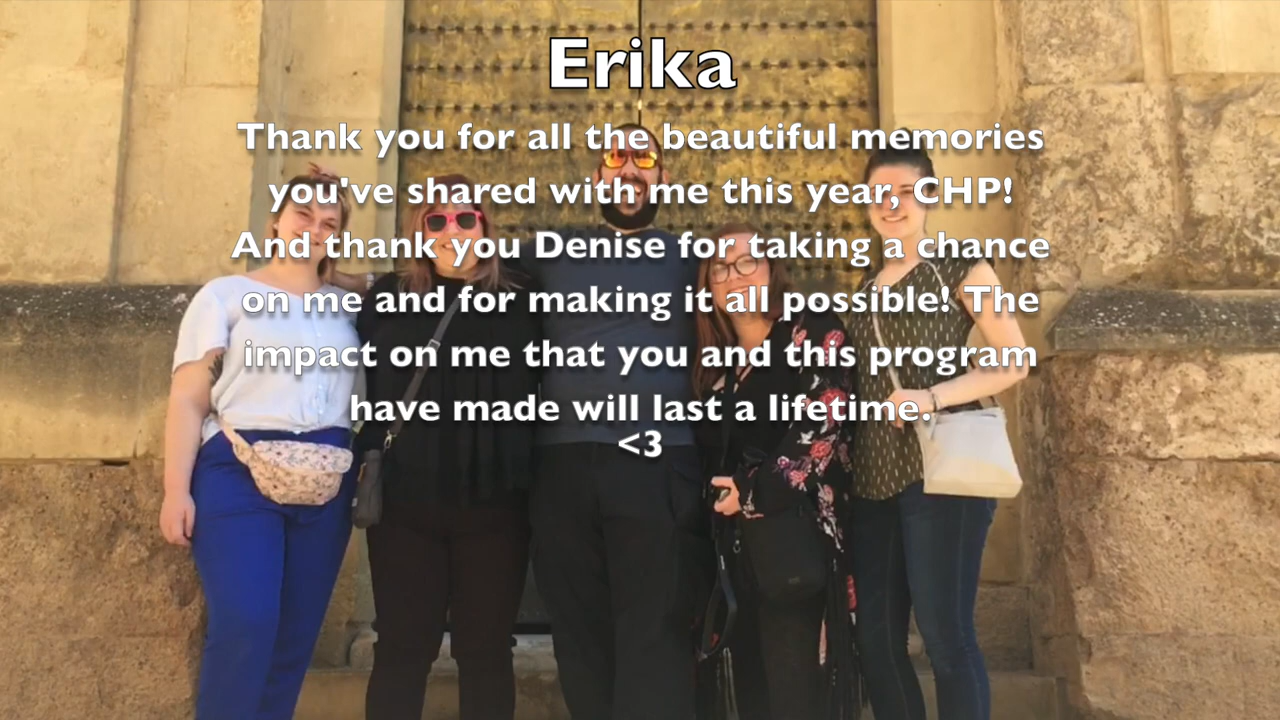 Erika
Thank you for all the beautiful memories
you've shared with me this year, CHP!
And thank you Denise for taking a chance
on me and for making it all possible! The
impact on me that you and this program
have made will last a lifetime.
<3